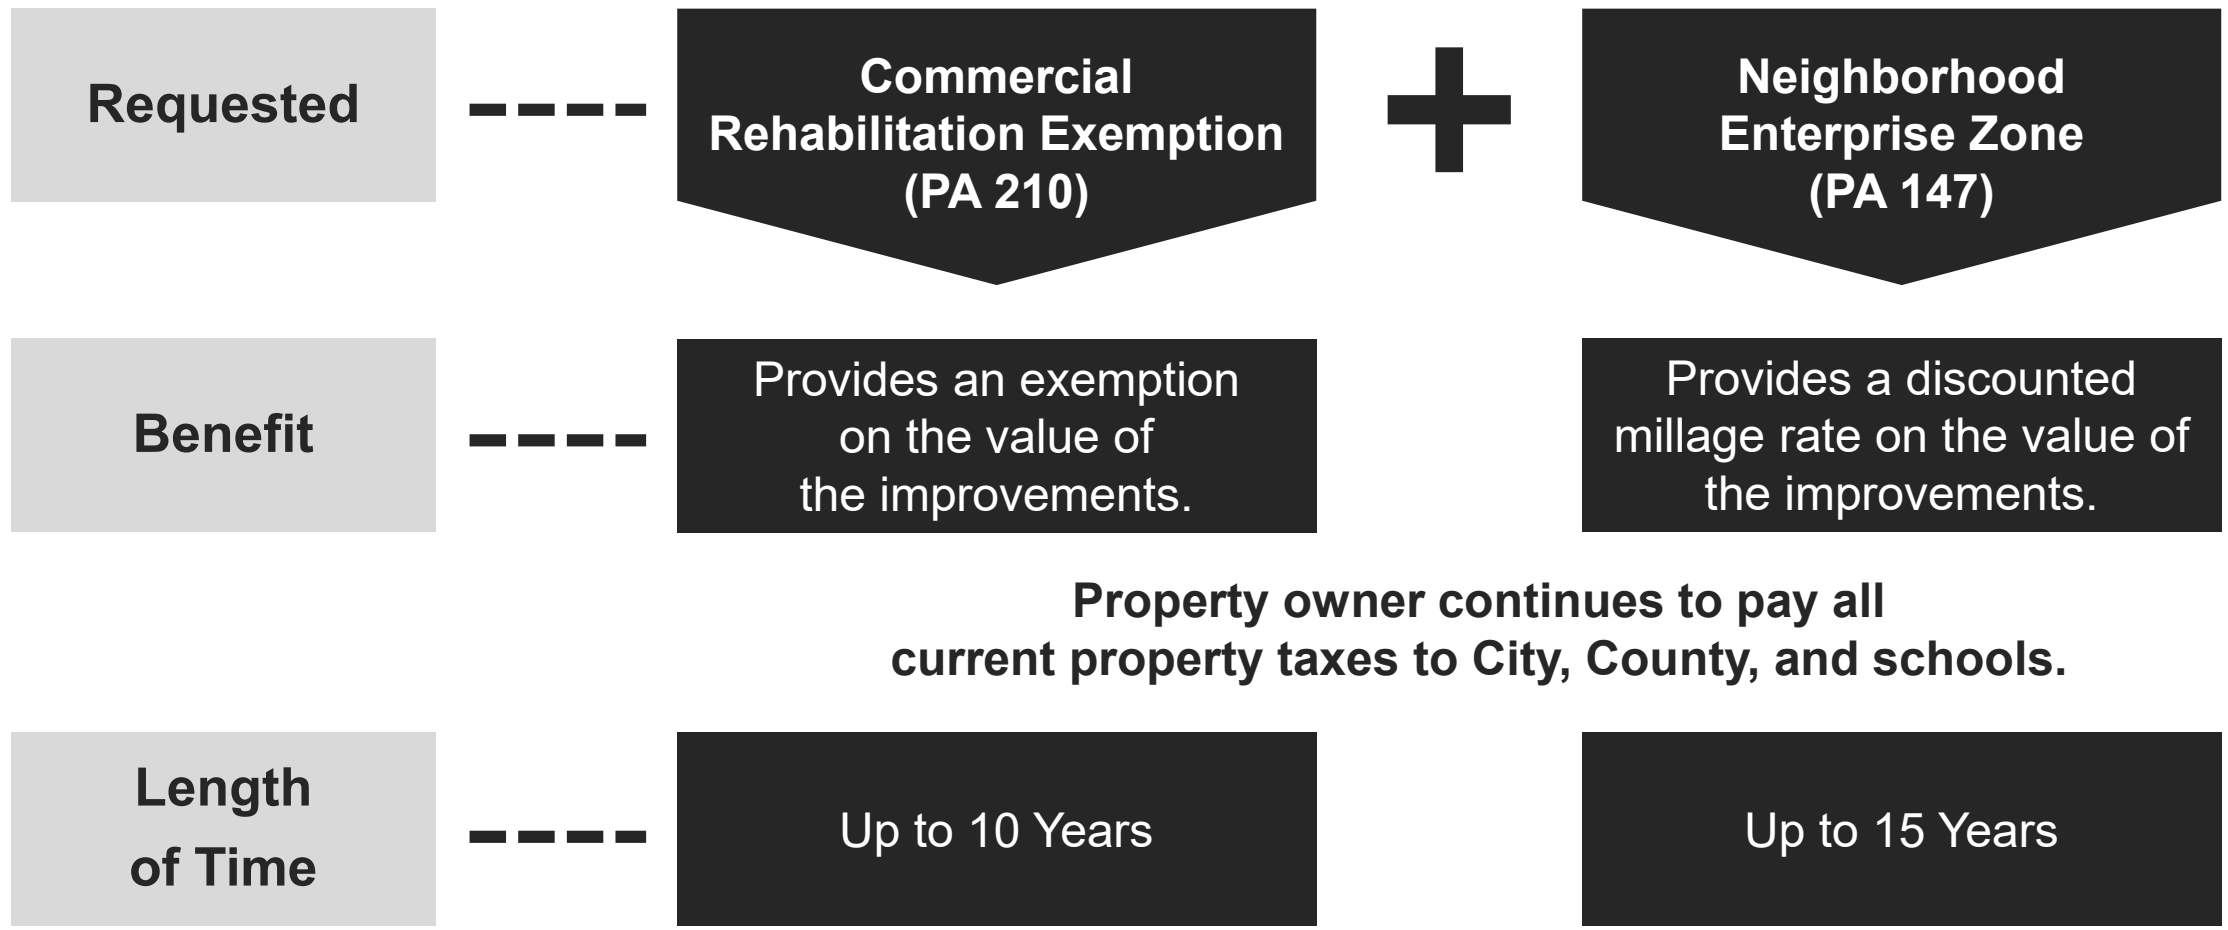 Requested
Commercial
Rehabilitation Exemption
(PA 210)
Neighborhood
Enterprise Zone
(PA 147)
Benefit
Provides an exemption
on the value of
the improvements.
Provides a discounted
millage rate on the value of
the improvements.
Property owner continues to pay all
current property taxes to City, County, and schools.
Length
of Time
Up to 10 Years
Up to 15 Years